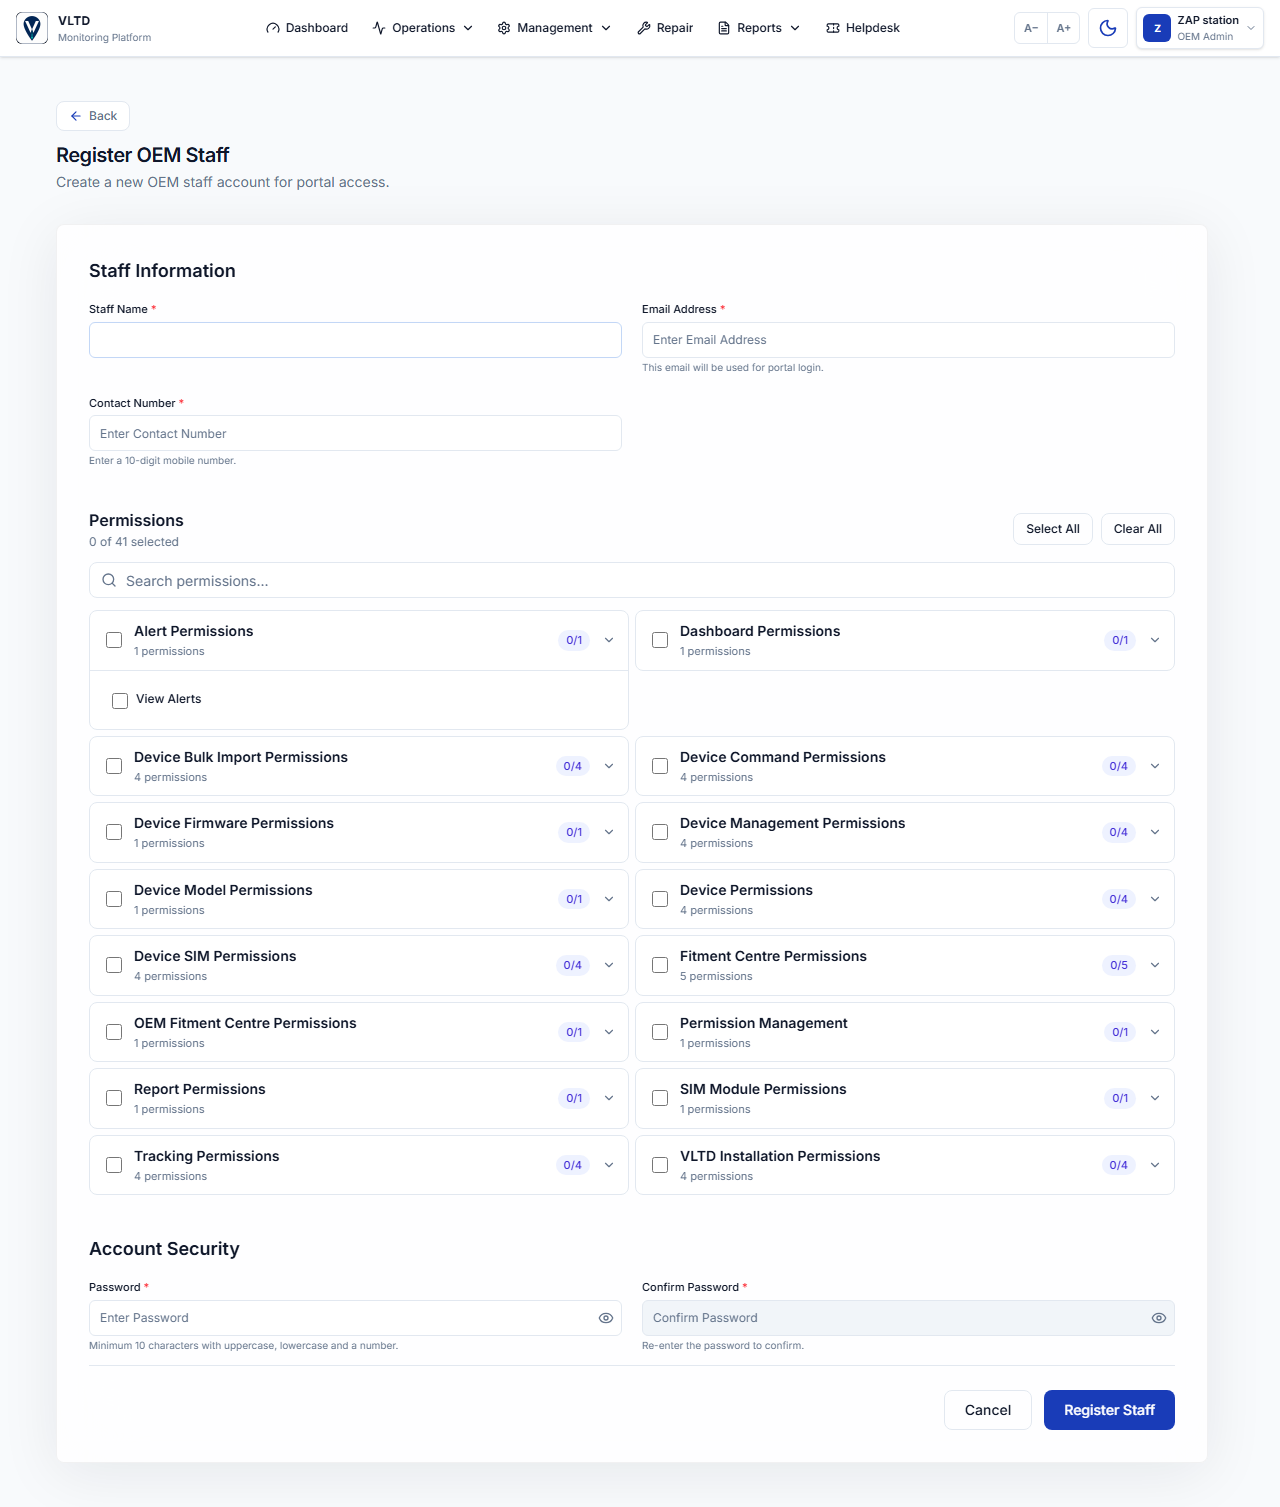 VLTD
Monitoring Platform
Dashboard
Operations
Management
Repair
Reports
Helpdesk
A−
A+
Z
ZAP station
OEM Admin
Back
Register OEM Staff
Create a new OEM staff account for portal access.
Staff Information
Staff Name *
Email Address *
Enter Email Address
This email will be used for portal login.
Contact Number *
Enter Contact Number
Enter a 10-digit mobile number.
Permissions
0 of 41 selected
Select All
Clear All
Search permissions...
Alert Permissions
1 permissions
0/1
Dashboard Permissions
1 permissions
0/1
View Alerts
Device Bulk Import Permissions
4 permissions
0/4
Device Command Permissions
4 permissions
0/4
Device Firmware Permissions
1 permissions
0/1
Device Management Permissions
4 permissions
0/4
Device Model Permissions
1 permissions
0/1
Device Permissions
4 permissions
0/4
Device SIM Permissions
4 permissions
0/4
Fitment Centre Permissions
5 permissions
0/5
OEM Fitment Centre Permissions
1 permissions
0/1
Permission Management
1 permissions
0/1
Report Permissions
1 permissions
0/1
SIM Module Permissions
1 permissions
0/1
Tracking Permissions
4 permissions
0/4
VLTD Installation Permissions
4 permissions
0/4
Account Security
Password *
Enter Password
Minimum 10 characters with uppercase, lowercase and a number.
Confirm Password *
Confirm Password
Re-enter the password to confirm.
Cancel
Register Staff